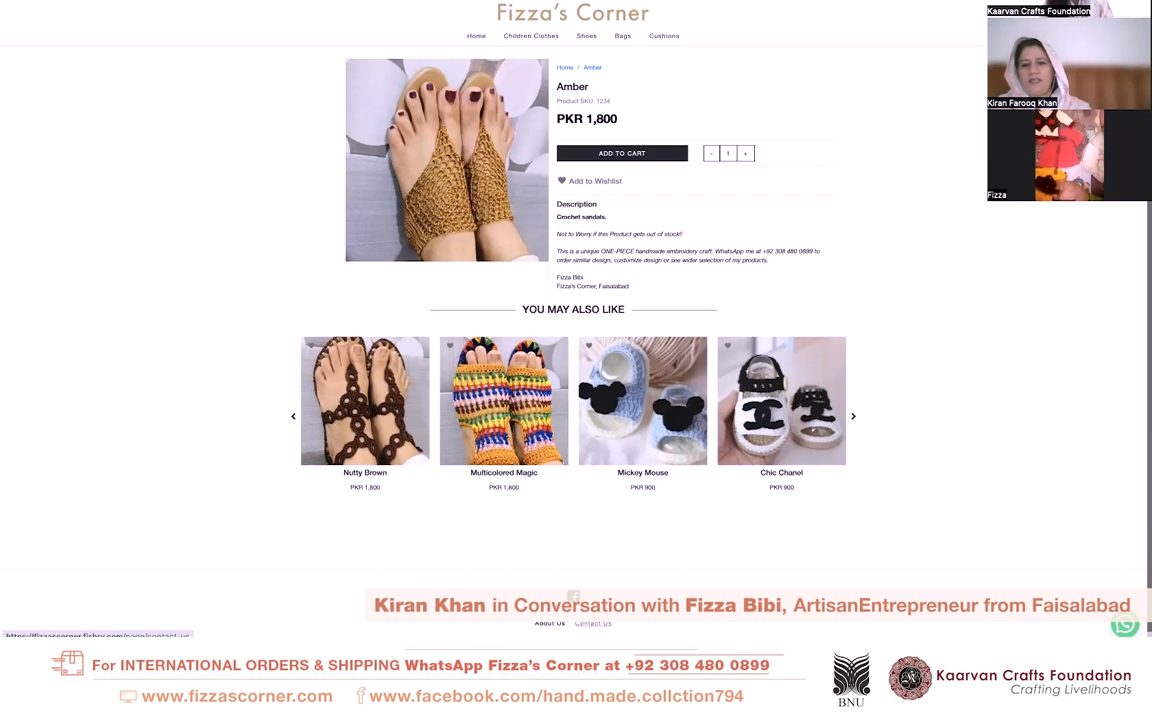 Fizza's Corner
Home Children Clothes Shoes Bags Cushions
Home / Amber
Amber
Product SKU: 1234
PKR 1,800
ADD TO CART
- 1 +
Add to Wishlist
Description
Crochet sandals.
Not to Worry if this Product gets out of stock!!
This is a unique ONE-PIECE handmade embroidery craft. WhatsApp me at +92 308 480 0899 to
order similar design, customize design or see wider selection of my products.
Fizza Bibi
Fizza's Corner, Faisalabad
YOU MAY ALSO LIKE
Nutty Brown
PKR 1,800
Multicolored Magic
PKR 1,800
Mickey Mouse
PKR 900
Chic Chanel
PKR 900
Kaarvan Crafts Foundation
Kiran Farooq Khan
Fizza
Kiran Khan in Conversation with Fizza Bibi, ArtisanEntrepreneur from Faisalabad
About Us Contact Us
https://fizzascorner.fishry.com/page/contact_us
For INTERNATIONAL ORDERS & SHIPPING WhatsApp Fizza's Corner at +92 308 480 0899
www.fizzascorner.com www.facebook.com/hand.made.collction794
BNU
Kaarvan Crafts Foundation
Crafting Livelihoods